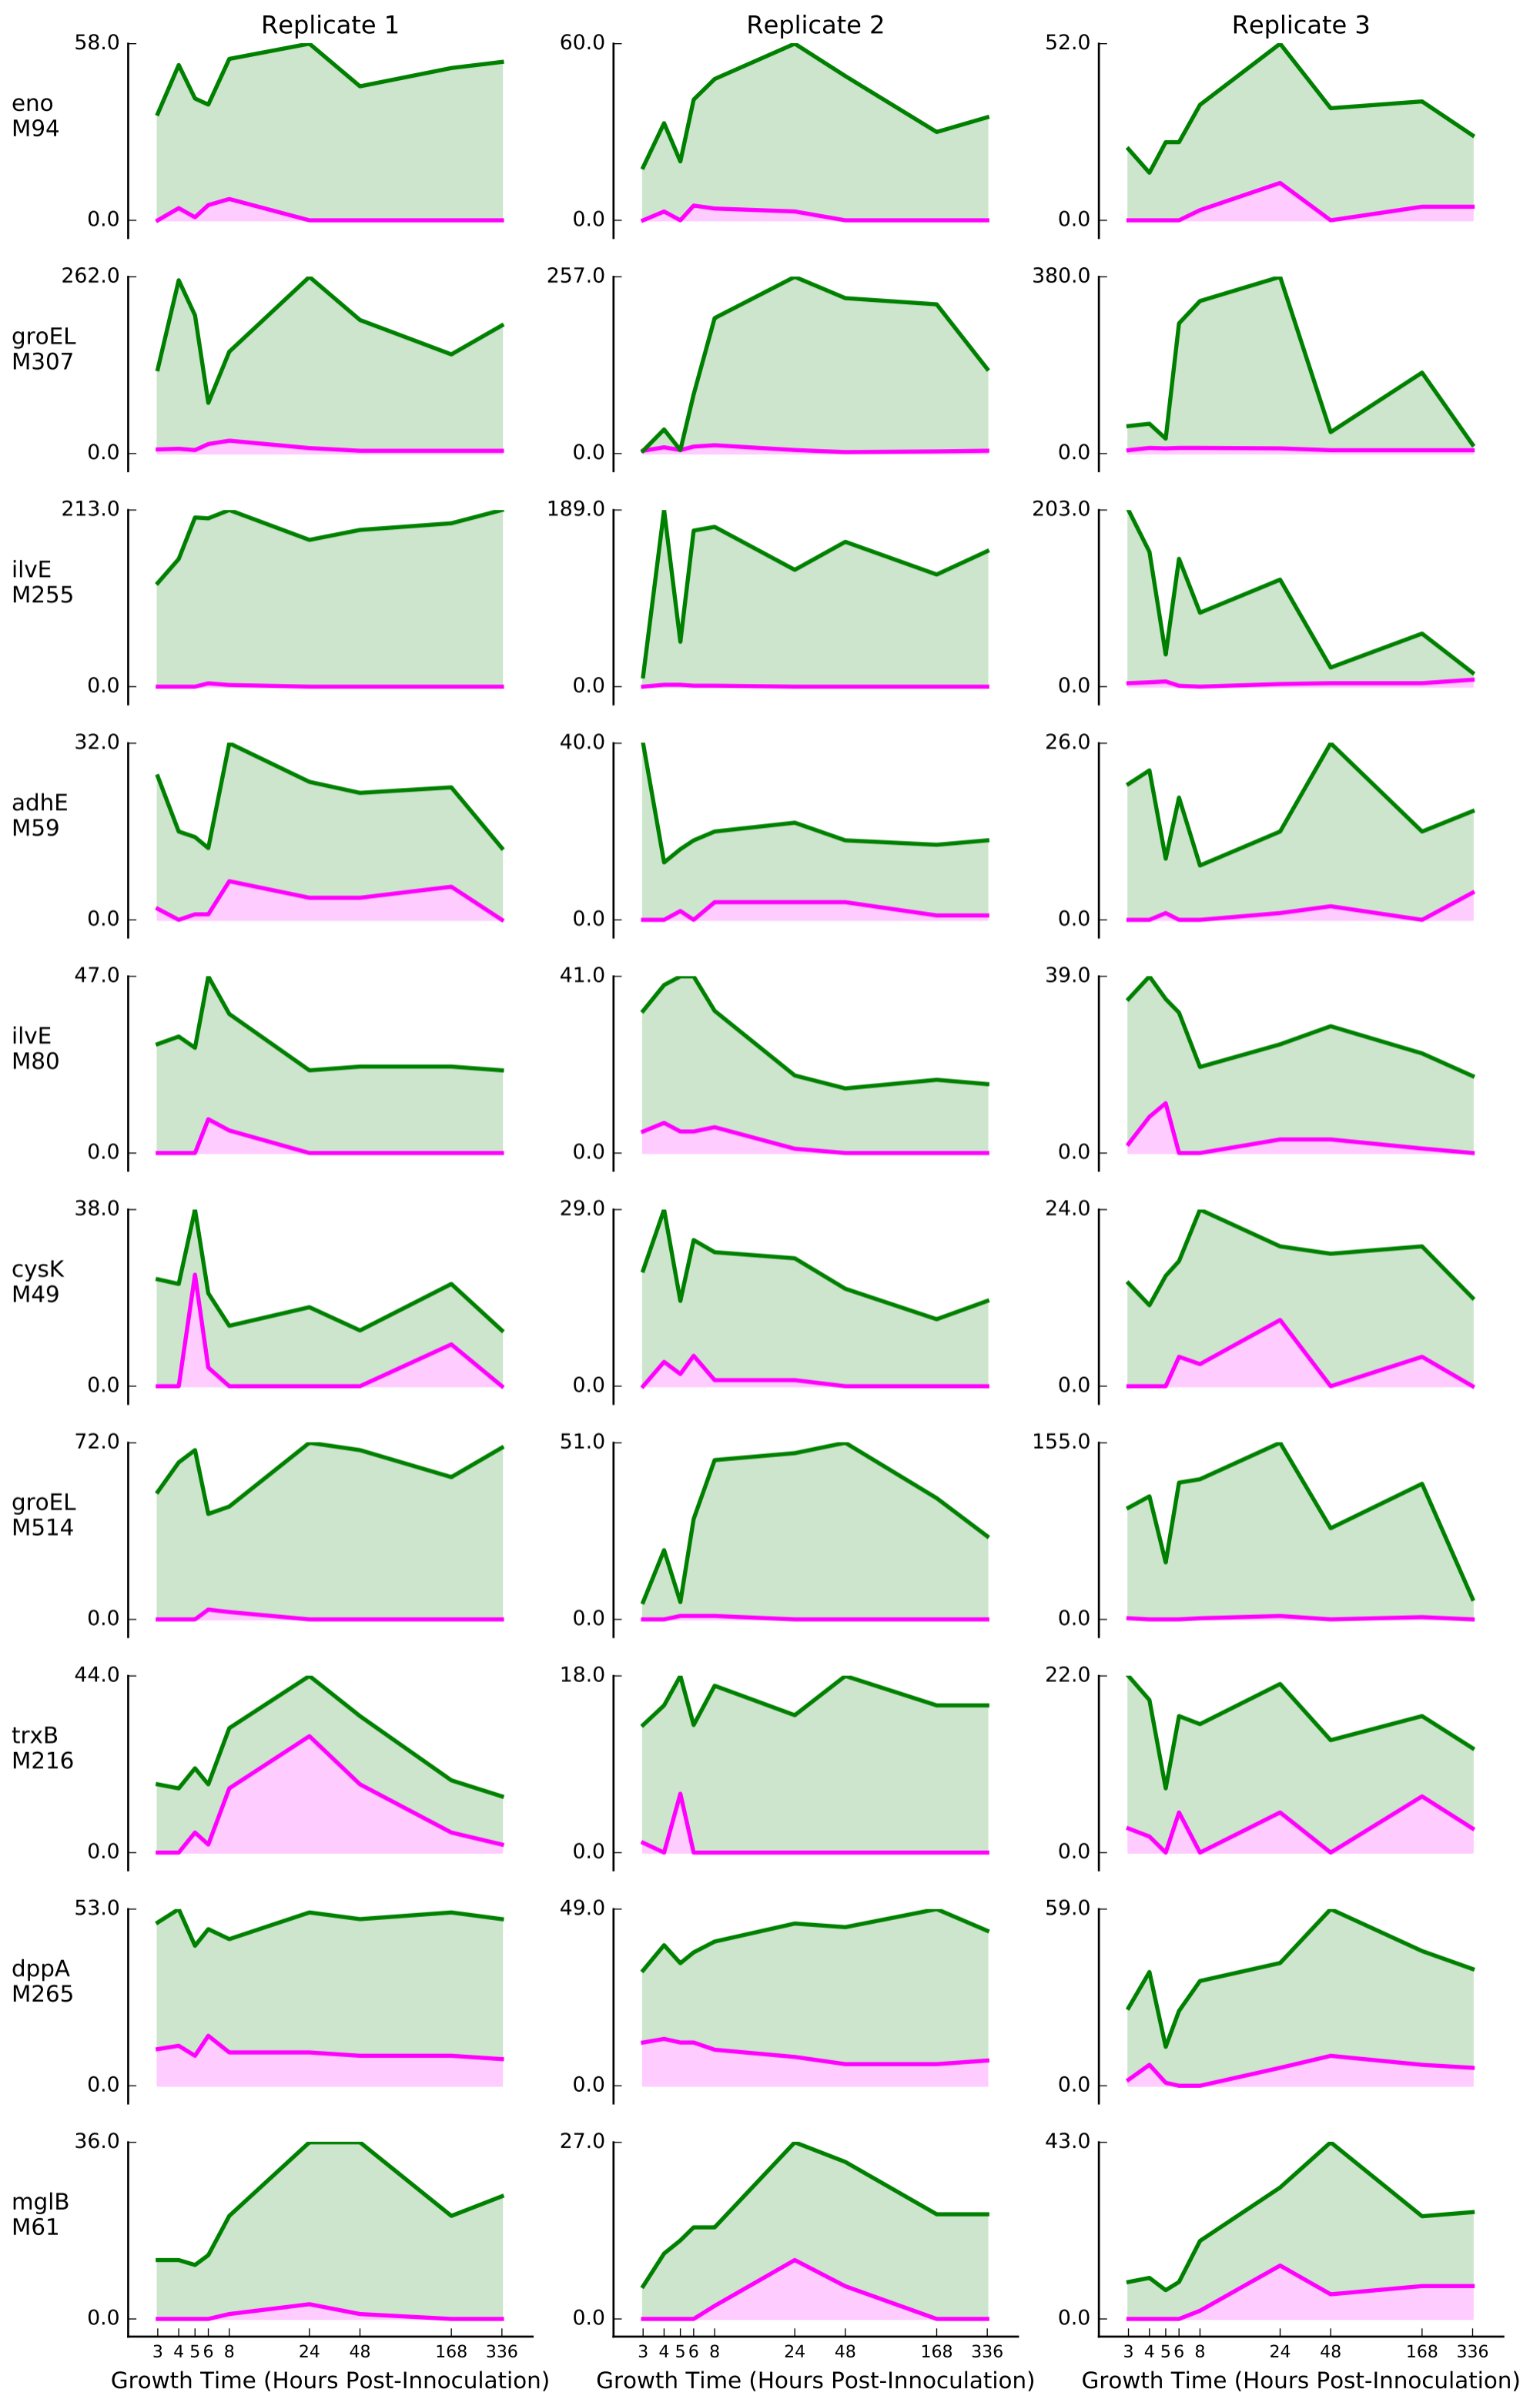 Replicate 1 Replicate 2 Replicate 3
58.0 60.0 52.0
eno
M94
0.0 0.0 0.0
262.0 257.0 380.0
groEL
M307
0.0 0.0 0.0
213.0 189.0 203.0
ilvE
M255
0.0 0.0 0.0
32.0 40.0 26.0
adhE
M59
0.0 0.0 0.0
47.0 41.0 39.0
ilvE
M80
0.0 0.0 0.0
38.0 29.0 24.0
cysK
M49
0.0 0.0 0.0
72.0 51.0 155.0
groEL
M514
0.0 0.0 0.0
44.0 18.0 22.0
trxB
M216
0.0 0.0 0.0
53.0 49.0 59.0
dppA
M265
0.0 0.0 0.0
36.0 27.0 43.0
mglB
M61
0.0 0.0 0.0
3 4 5 6 8 24 48 168 336 3 4 5 6 8 24 48 168 336 3 4 5 6 8 24 48 168 336
Growth Time (Hours Post-Innoculation) Growth Time (Hours Post-Innoculation) Growth Time (Hours Post-Innoculation)